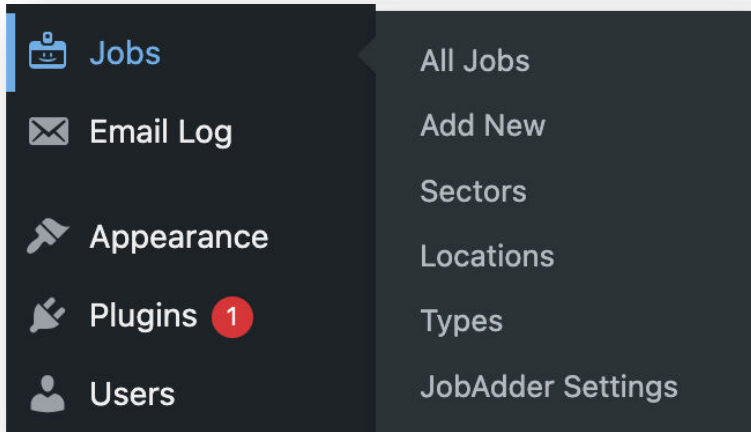 Jobs
Email Log
Appearance
Plugins 1
Users
All Jobs
Add New
Sectors
Locations
Types
JobAdder Settings